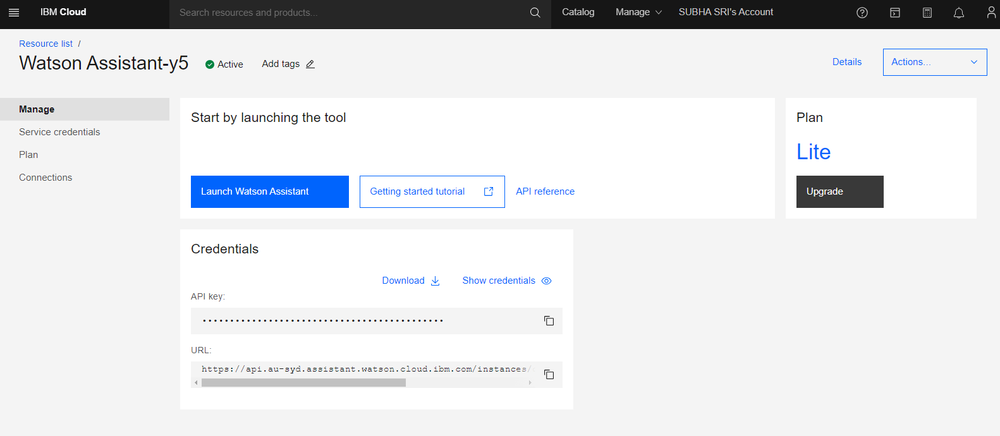 IBM Cloud
Search resources and products...
Catalog
Manage
SUBHA SRI's Account
Resource list /
Watson Assistant-y5
Active
Add tags
Details
Actions...
Manage
Service credentials
Plan
Connections
Start by launching the tool
Launch Watson Assistant
Getting started tutorial
API reference
Plan
Lite
Upgrade
Credentials
Download
Show credentials
API key:
••••••••••••••••••••••••••••••••••••••••••••
URL:
https://api.au-syd.assistant.watson.cloud.ibm.com/instances/